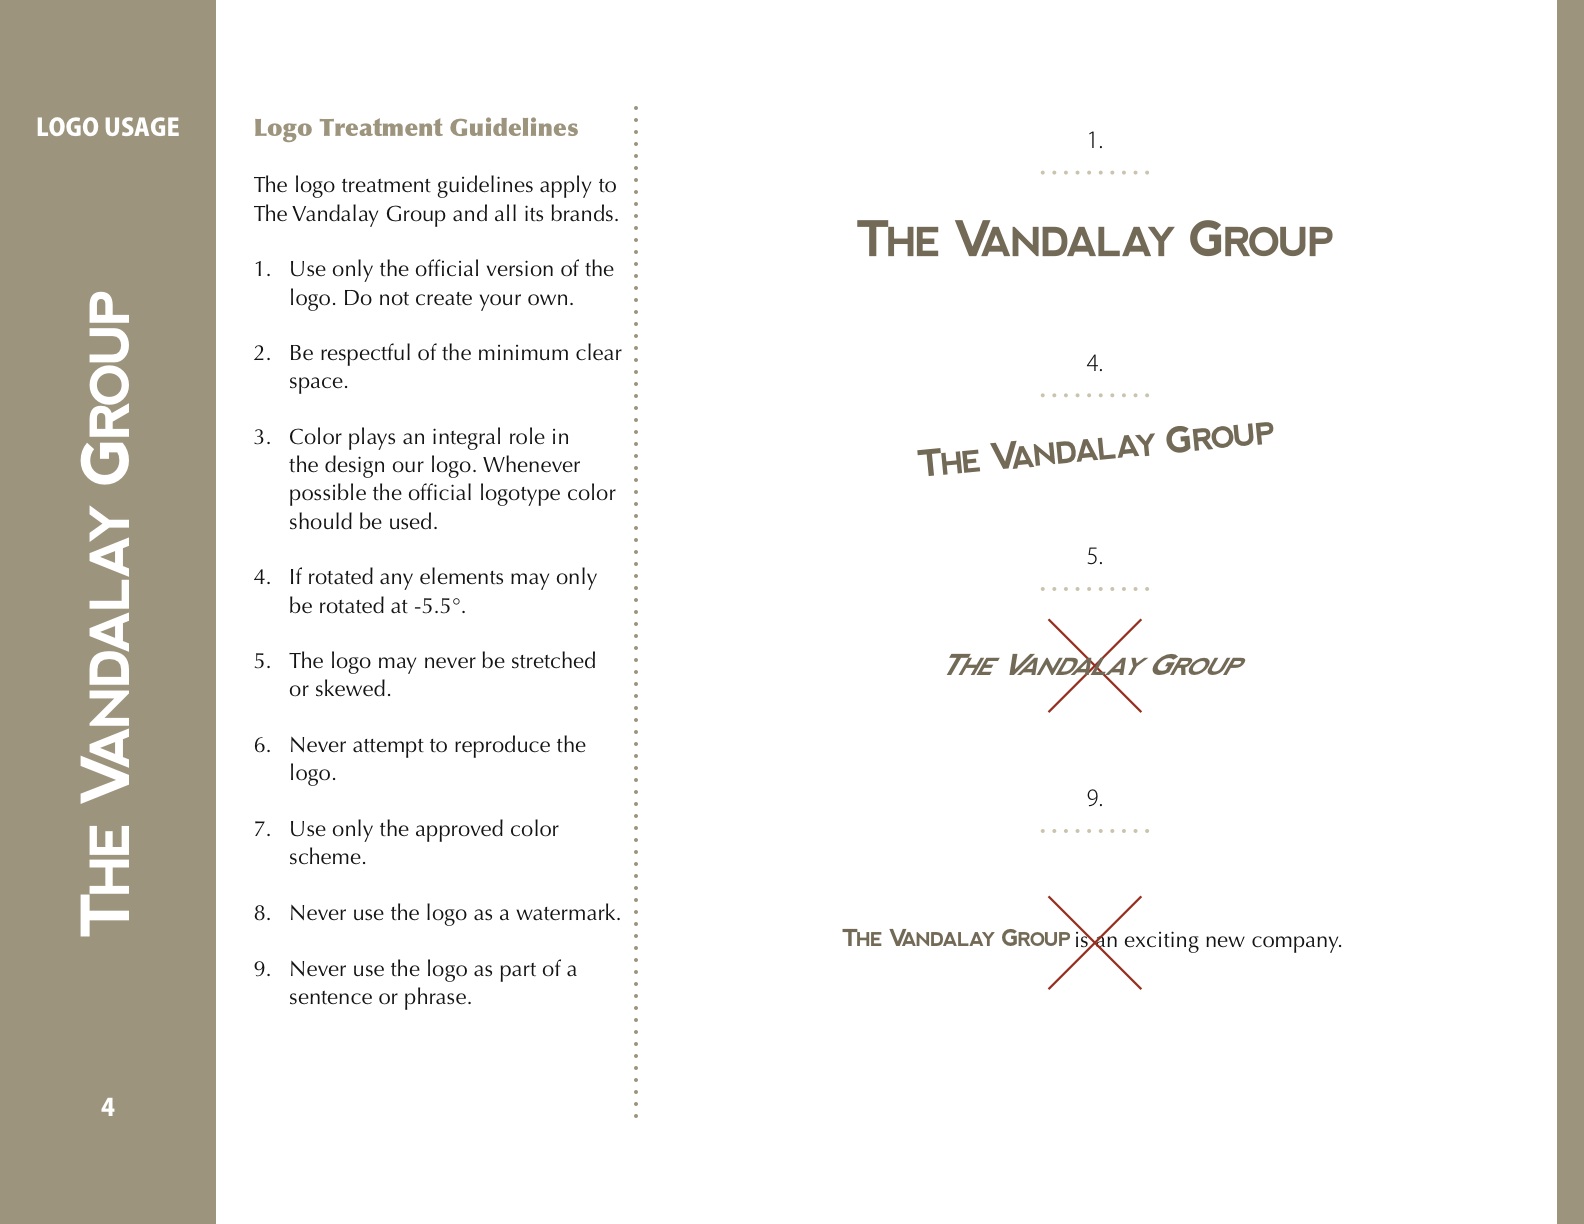 LOGO USAGE
THE VANDALAY GROUP
4
Logo Treatment Guidelines
The logo treatment guidelines apply to
The Vandalay Group and all its brands.
1. Use only the official version of the
logo. Do not create your own.
2. Be respectful of the minimum clear
space.
3. Color plays an integral role in
the design our logo. Whenever
possible the official logotype color
should be used.
4. If rotated any elements may only
be rotated at -5.5°.
5. The logo may never be stretched
or skewed.
6. Never attempt to reproduce the
logo.
7. Use only the approved color
scheme.
8. Never use the logo as a watermark.
9. Never use the logo as part of a
sentence or phrase.
1.
THE VANDALAY GROUP
4.
THE VANDALAY GROUP
5.
THE VANDALAY GROUP
9.
THE VANDALAY GROUP is an exciting new company.